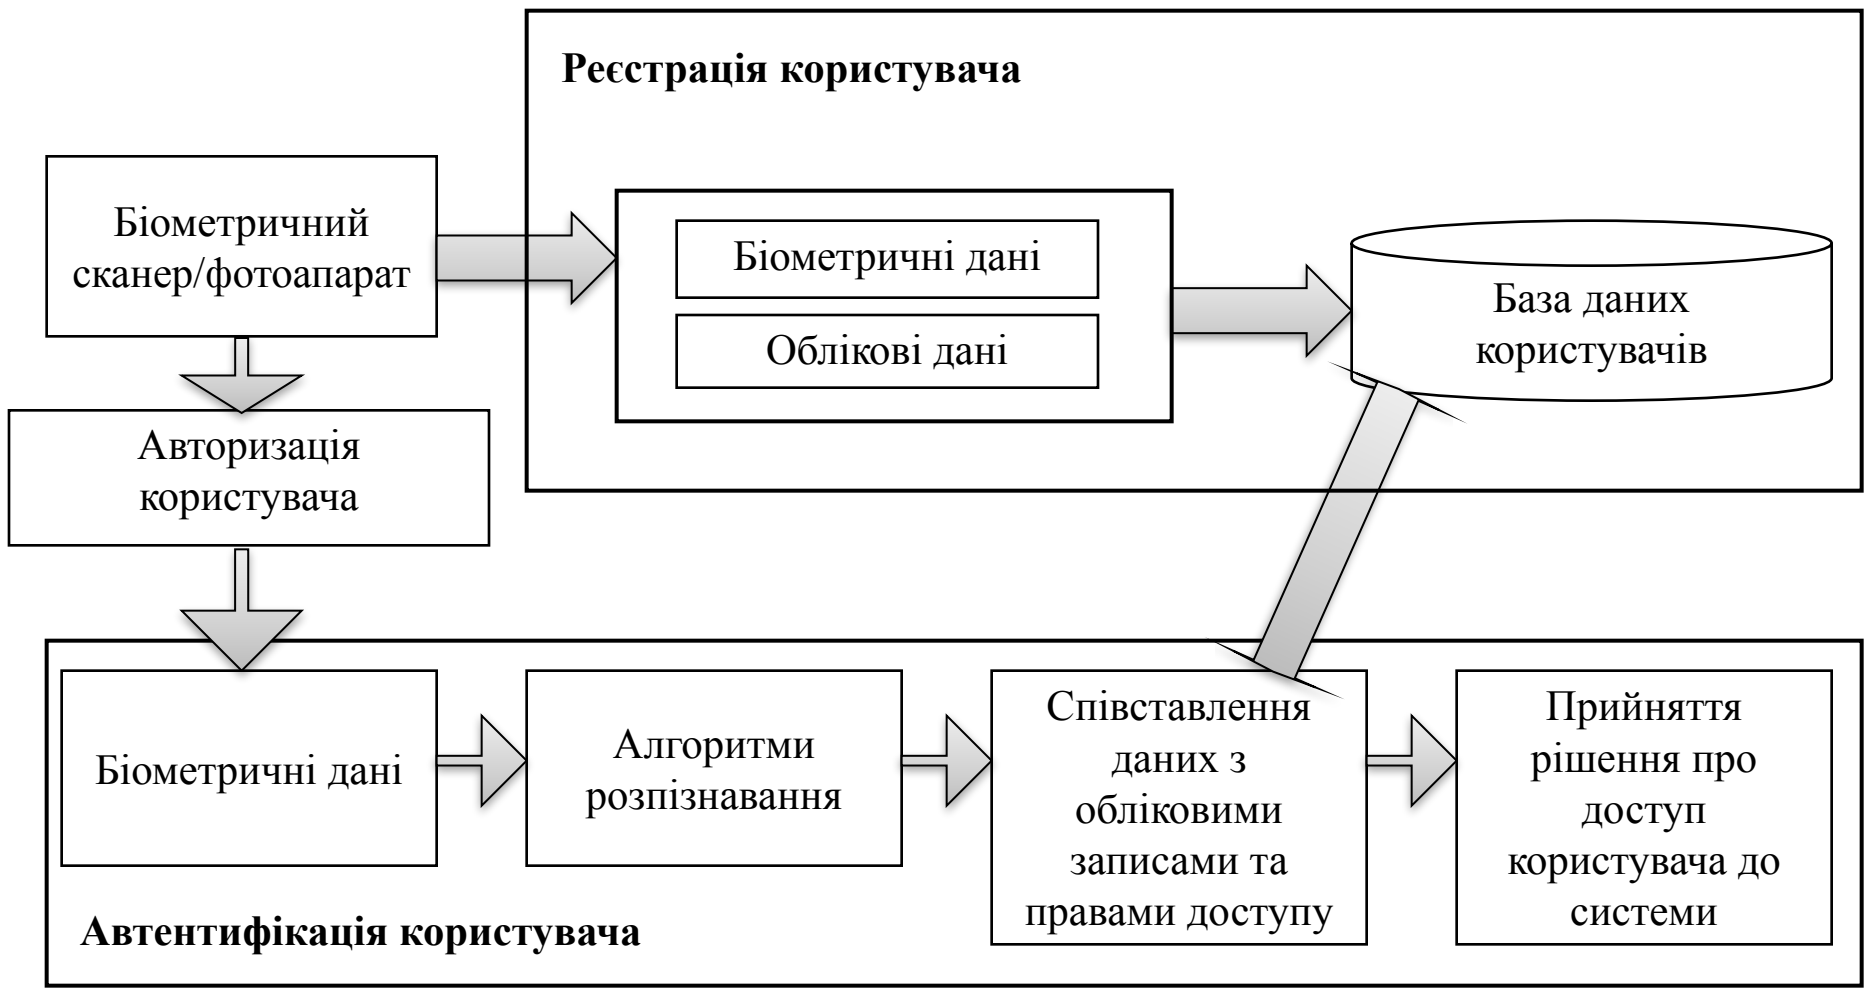 Реєстрація користувача
Біометричний
сканер/фотоапарат
Біометричні дані
Облікові дані
База даних
користувачів
Авторизація
користувача
Біометричні дані
Алгоритми
розпізнавання
Співставлення
даних з
обліковими
записами та
правами доступу
Прийняття
рішення про
доступ
користувача до
системи
Автентифікація користувача